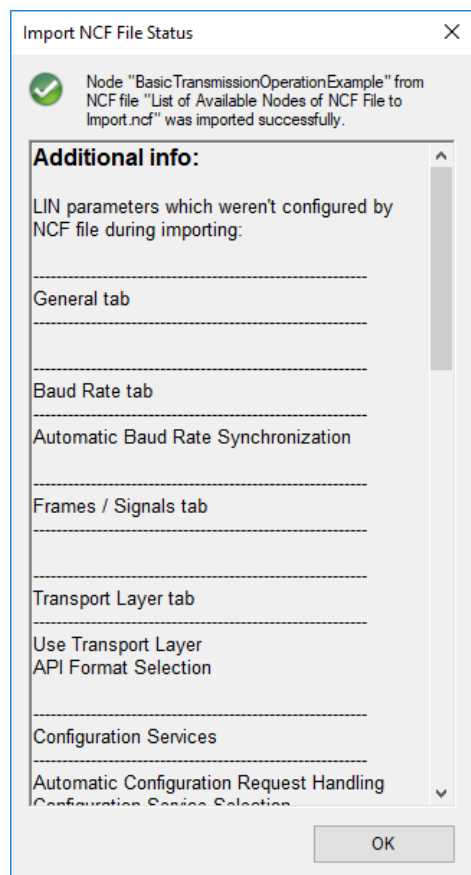 Import NCF File Status
Node "BasicTransmissionOperationExample" from
NCF file "List of Available Nodes of NCF File to
Import.ncf" was imported successfully.
Additional info:
LIN parameters which weren't configured by
NCF file during importing:
------------------------------------------------------------
General tab
------------------------------------------------------------
------------------------------------------------------------
Baud Rate tab
------------------------------------------------------------
Automatic Baud Rate Synchronization
------------------------------------------------------------
Frames / Signals tab
------------------------------------------------------------
------------------------------------------------------------
Transport Layer tab
------------------------------------------------------------
Use Transport Layer
API Format Selection
------------------------------------------------------------
Configuration Services
------------------------------------------------------------
Automatic Configuration Request Handling
Configuration Service Selection
OK